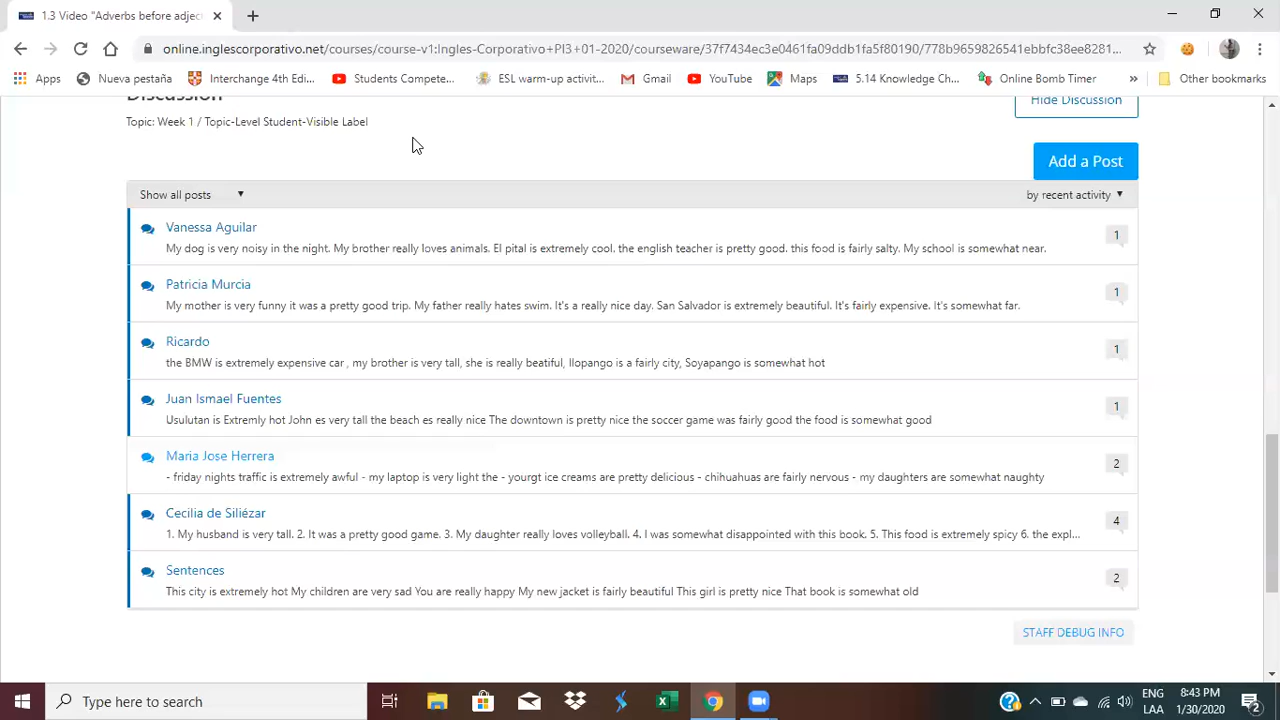 1.3 Video "Adverbs before adject
online.inglescorporativo.net/courses/course-v1:Ingles-Corporativo+PI3+01-2020/courseware/37f7434ec3e0461fa09ddb1fa5f80190/778b9659826541ebbfc38ee8281...
Apps Nueva pestaña Interchange 4th Edi... Students Compete... ESL warm-up activit... Gmail YouTube Maps 5.14 Knowledge Ch... Online Bomb Timer » Other bookmarks
Discussion
Hide Discussion
Topic: Week 1 / Topic-Level Student-Visible Label
Add a Post
Show all posts by recent activity
Vanessa Aguilar
1
My dog is very noisy in the night. My brother really loves animals. El pital is extremely cool. the english teacher is pretty good. this food is fairly salty. My school is somewhat near.
Patricia Murcia
1
My mother is very funny it was a pretty good trip. My father really hates swim. It's a really nice day. San Salvador is extremely beautiful. It's fairly expensive. It's somewhat far.
Ricardo
1
the BMW is extremely expensive car , my brother is very tall, she is really beatiful, Ilopango is a fairly city, Soyapango is somewhat hot
Juan Ismael Fuentes
1
Usulutan is Extremly hot John es very tall the beach es really nice The downtown is pretty nice the soccer game was fairly good the food is somewhat good
Maria Jose Herrera
2
- friday nights traffic is extremely awful - my laptop is very light the - yourgt ice creams are pretty delicious - chihuahuas are fairly nervous - my daughters are somewhat naughty
Cecilia de Siliézar
4
1. My husband is very tall. 2. It was a pretty good game. 3. My daughter really loves volleyball. 4. I was somewhat disappointed with this book. 5. This food is extremely spicy 6. the expl...
Sentences
2
This city is extremely hot My children are very sad You are really happy My new jacket is fairly beautiful This girl is pretty nice That book is somewhat old
STAFF DEBUG INFO
Type here to search
ENG
LAA
8:43 PM
1/30/2020
2